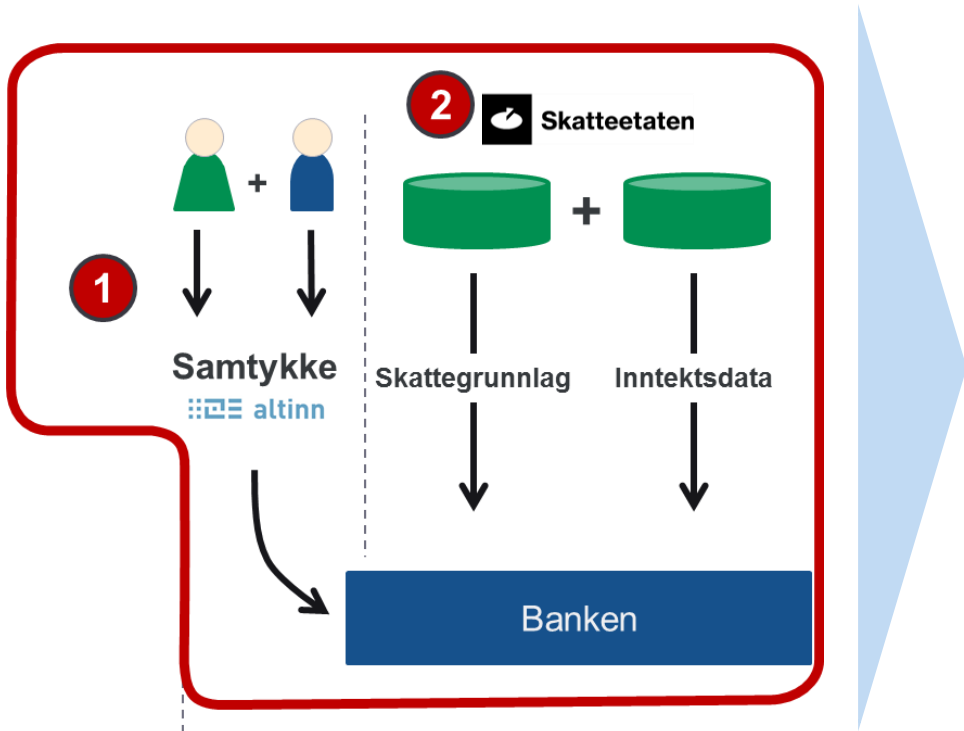 2
Skatteetaten
+
+
1
Samtykke
altinn
Skattegrunnlag
Inntektsdata
Banken